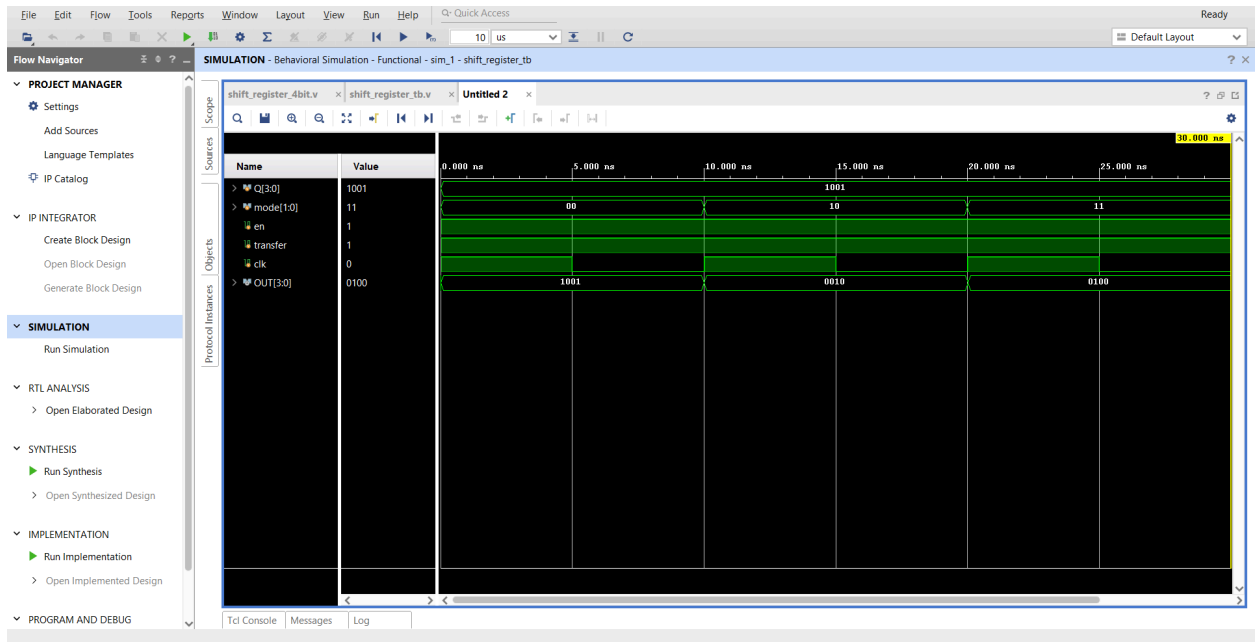 File Edit Flow Tools Reports Window Layout View Run Help Q- Quick Access Ready
10 us Default Layout
Flow Navigator ? SIMULATION - Behavioral Simulation - Functional - sim_1 - shift_register_tb ?
PROJECT MANAGER
Settings
Add Sources
Language Templates
IP Catalog
IP INTEGRATOR
Create Block Design
Open Block Design
Generate Block Design
SIMULATION
Run Simulation
RTL ANALYSIS
Open Elaborated Design
SYNTHESIS
Run Synthesis
Open Synthesized Design
IMPLEMENTATION
Run Implementation
Open Implemented Design
PROGRAM AND DEBUG
Scope
Sources
Objects
Protocol Instances
shift_register_4bit.v × shift_register_tb.v × Untitled 2 × ?
30.000 ns
Name Value 0.000 ns 5.000 ns 10.000 ns 15.000 ns 20.000 ns 25.000 ns
Q[3:0] 1001 1001
mode[1:0] 11 00 10 11
en 1
transfer 1
clk 0
OUT[3:0] 0100 1001 0010 0100
Tcl Console Messages Log